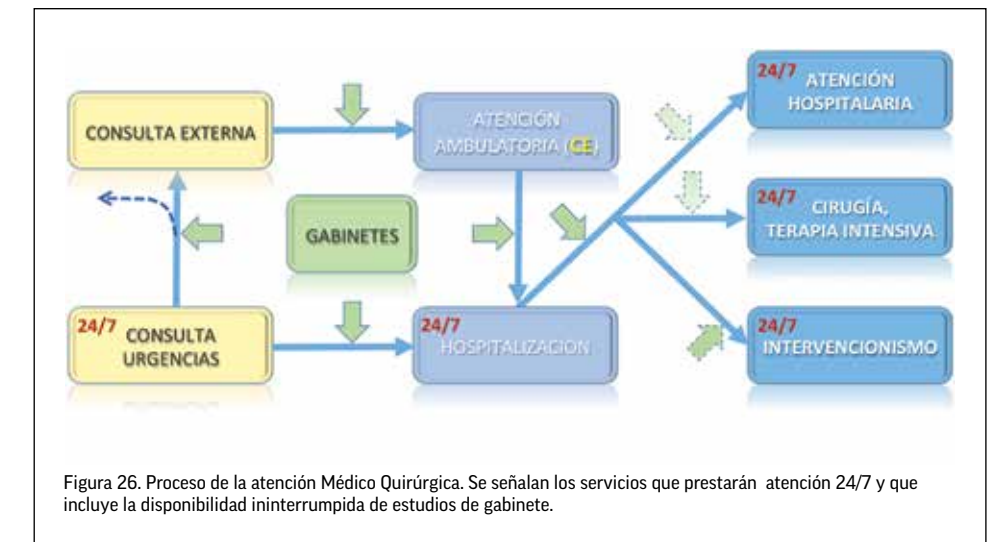 24/7
ATENCIÓN
HOSPITALARIA
CONSULTA EXTERNA
ATENCIÓN
AMBULATORIA (CE)
24/7
CIRUGÍA,
TERAPIA INTENSIVA
GABINETES
24/7
CONSULTA
URGENCIAS
24/7
HOSPITALIZACIÓN
24/7
INTERVENCIONISMO
Figura 26. Proceso de la atención Médico Quirúrgica. Se señalan los servicios que prestarán atención 24/7 y que
incluye la disponibilidad ininterrumpida de estudios de gabinete.